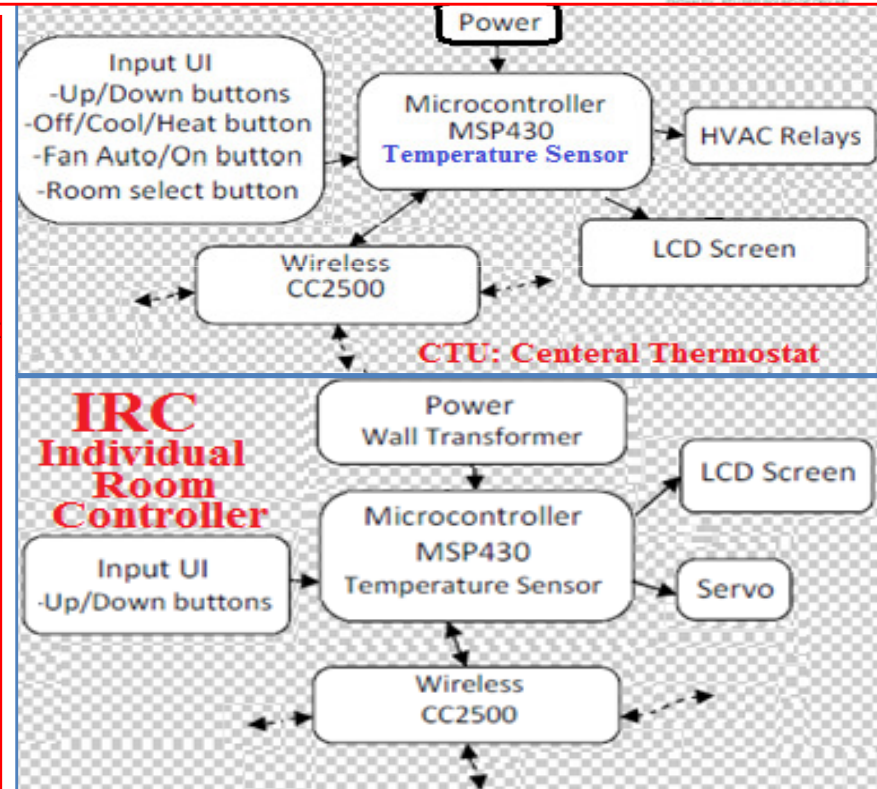 Power
Input UI
-Up/Down buttons
-Off/Cool/Heat button
-Fan Auto/On button
-Room select button
Microcontroller
MSP430
Temperature Sensor
HVAC Relays
LCD Screen
Wireless
CC2500
CTU: Centeral Thermostat
IRC
Individual
Room
Controller
Power
Wall Transformer
LCD Screen
Microcontroller
MSP430
Temperature Sensor
Input UI
-Up/Down buttons
Servo
Wireless
CC2500